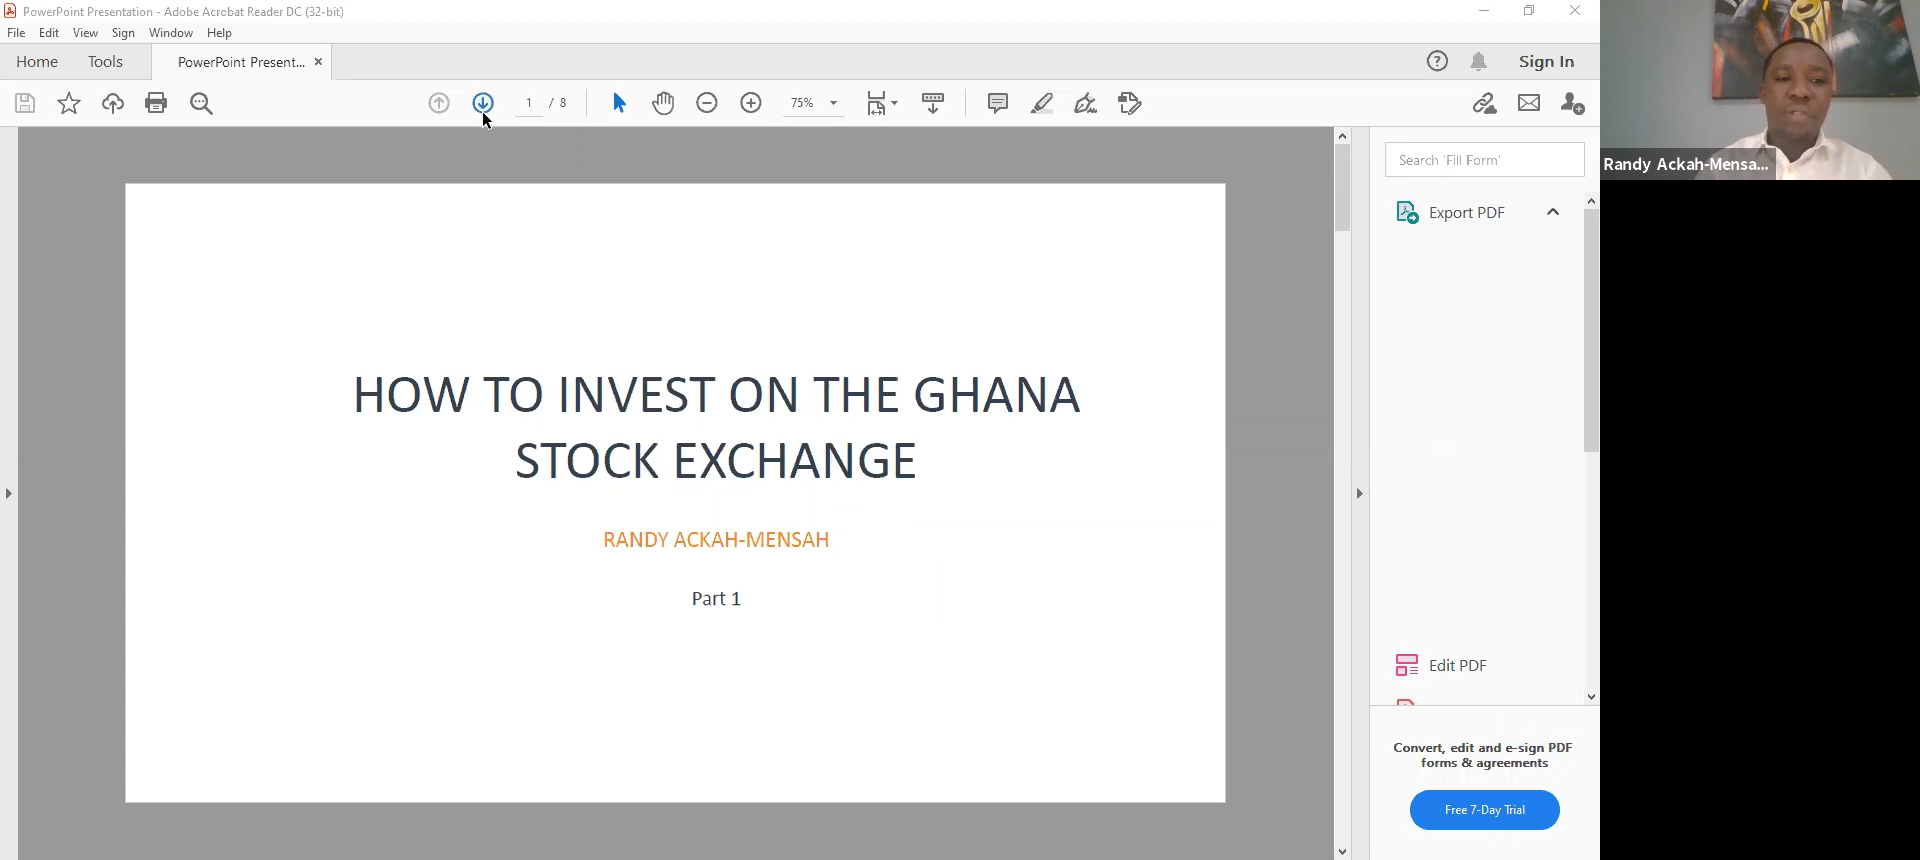 PowerPoint Presentation - Adobe Acrobat Reader DC (32-bit)
File Edit View Sign Window Help
Home Tools PowerPoint Present... × Sign In
1 / 8 75%
Search 'Fill Form'
Randy Ackah-Mensa...
Export PDF
HOW TO INVEST ON THE GHANA
STOCK EXCHANGE
RANDY ACKAH-MENSAH
Part 1
Edit PDF
Convert, edit and e-sign PDF
forms & agreements
Free 7-Day Trial